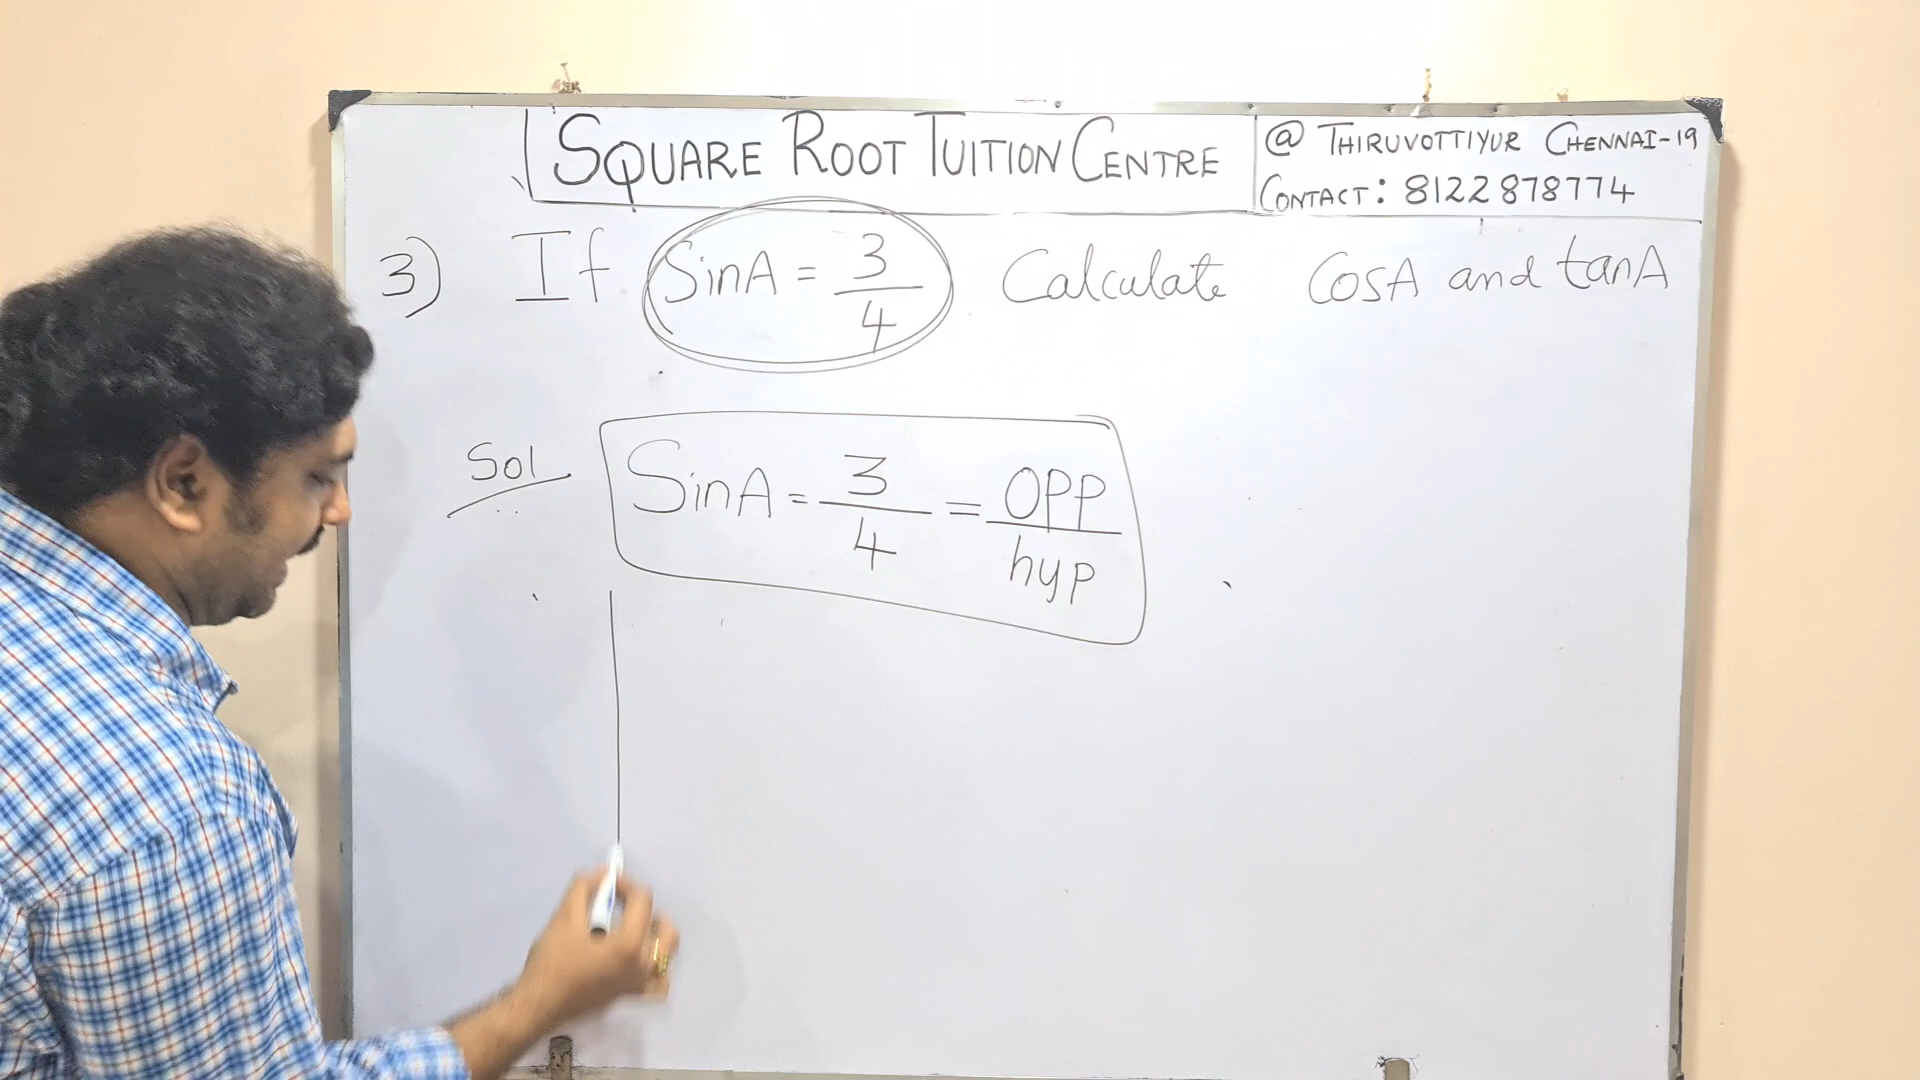 SQUARE ROOT TUITION CENTRE
@ THIRUVOTTIYUR CHENNAI-19
CONTACT: 8122878774
3) If SinA = 3/4 Calculate CosA and tanA
Sol
SinA = 3/4 = OPP/hyp